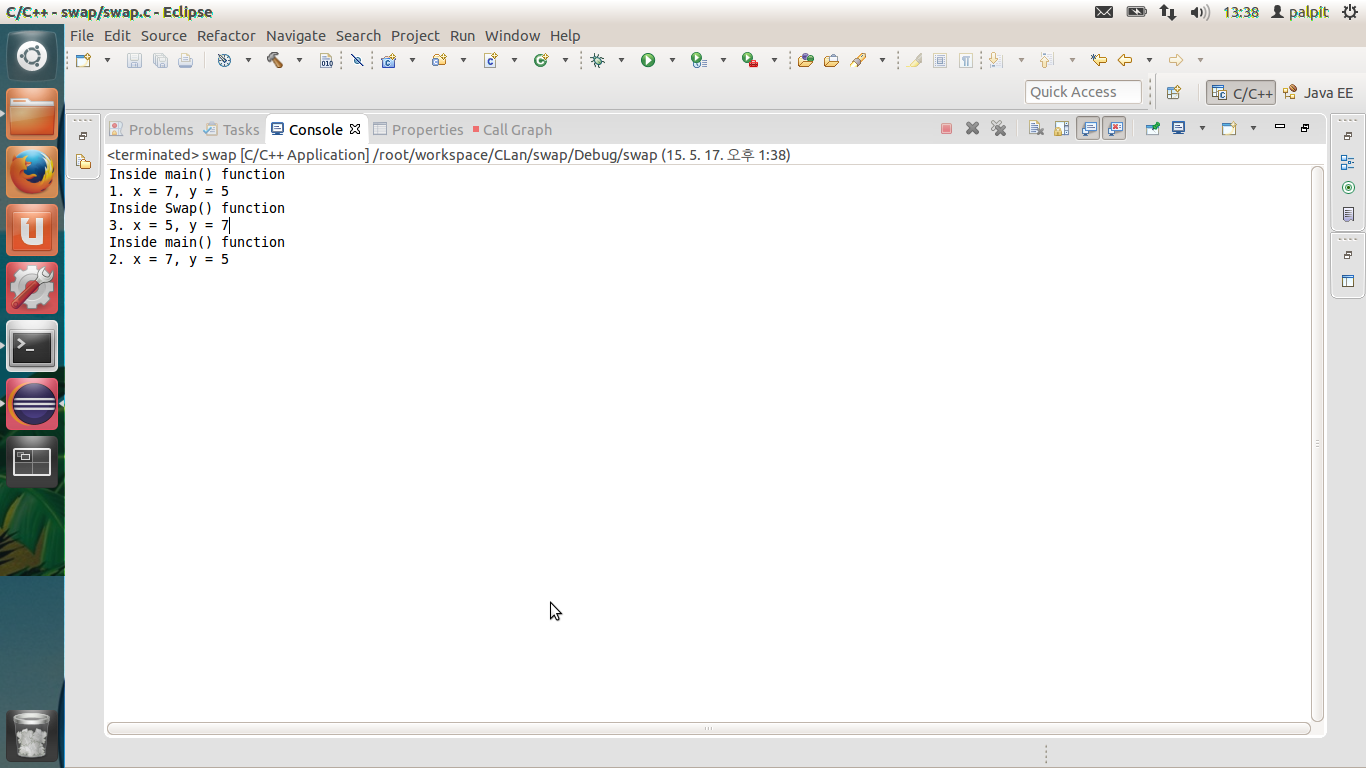 C/C++ - swap/swap.c - Eclipse
13:38 palpit
File Edit Source Refactor Navigate Search Project Run Window Help
Quick Access
C/C++ Java EE
Problems Tasks Console Properties Call Graph
<terminated> swap [C/C++ Application] /root/workspace/CLan/swap/Debug/swap (15. 5. 17. 오후 1:38)
Inside main() function
1. x = 7, y = 5
Inside Swap() function
3. x = 5, y = 7
Inside main() function
2. x = 7, y = 5